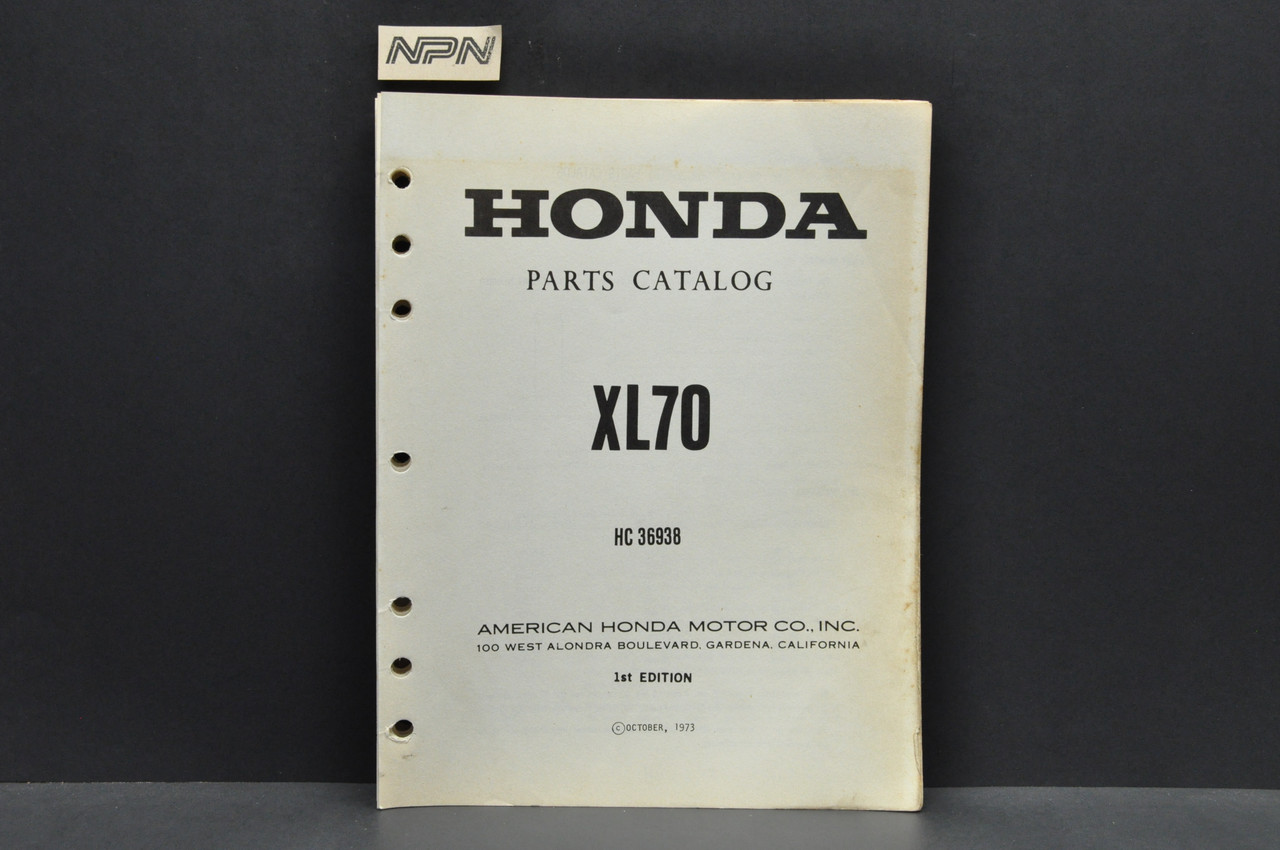 NPN
HONDA
PARTS CATALOG
XL70
HC 36938
AMERICAN HONDA MOTOR CO., INC.
100 WEST ALONDRA BOULEVARD, GARDENA, CALIFORNIA
1st EDITION
©OCTOBER, 1973